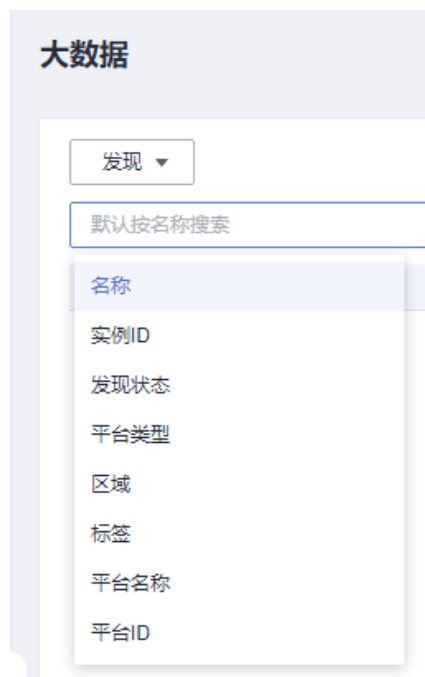 大数据
发现
默认按名称搜索
名称
实例ID
发现状态
平台类型
区域
标签
平台名称
平台ID